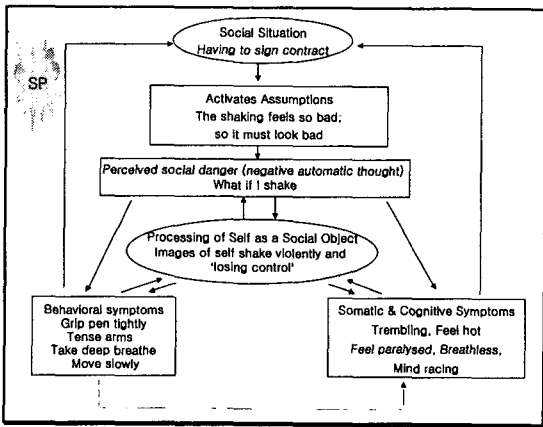 Social Situation
Having to sign contract
SP
Activates Assumptions
The shaking feels so bad;
so it must look bad
Perceived social danger (negative automatic thought)
What if I shake
Processing of Self as a Social Object
Images of self shake violently and
'losing control'
Behavioral symptoms
Grip pen tightly
Tense arms
Take deep breathe
Move slowly
Somatic & Cognitive Symptoms
Trembling, Feel hot
Feel paralysed, Breathless,
Mind racing